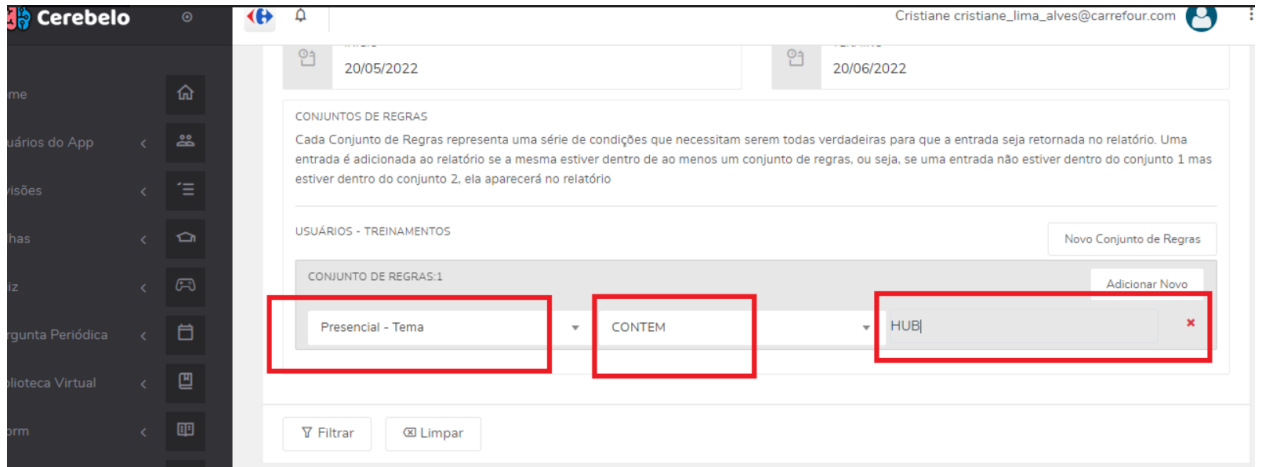 Cerebelo
Cristiane cristiane_lima_alves@carrefour.com
20/05/2022
20/06/2022
me
uários do App
visões
has
iz
rgunta Periódica
blioteca Virtual
orm
CONJUNTOS DE REGRAS
Cada Conjunto de Regras representa uma série de condições que necessitam serem todas verdadeiras para que a entrada seja retornada no relatório. Uma
entrada é adicionada ao relatório se a mesma estiver dentro de ao menos um conjunto de regras, ou seja, se uma entrada não estiver dentro do conjunto 1 mas
estiver dentro do conjunto 2, ela aparecerá no relatório
USUÁRIOS - TREINAMENTOS
Novo Conjunto de Regras
CONJUNTO DE REGRAS:1
Adicionar Novo
Presencial - Tema
CONTEM
HUB
Filtrar
Limpar